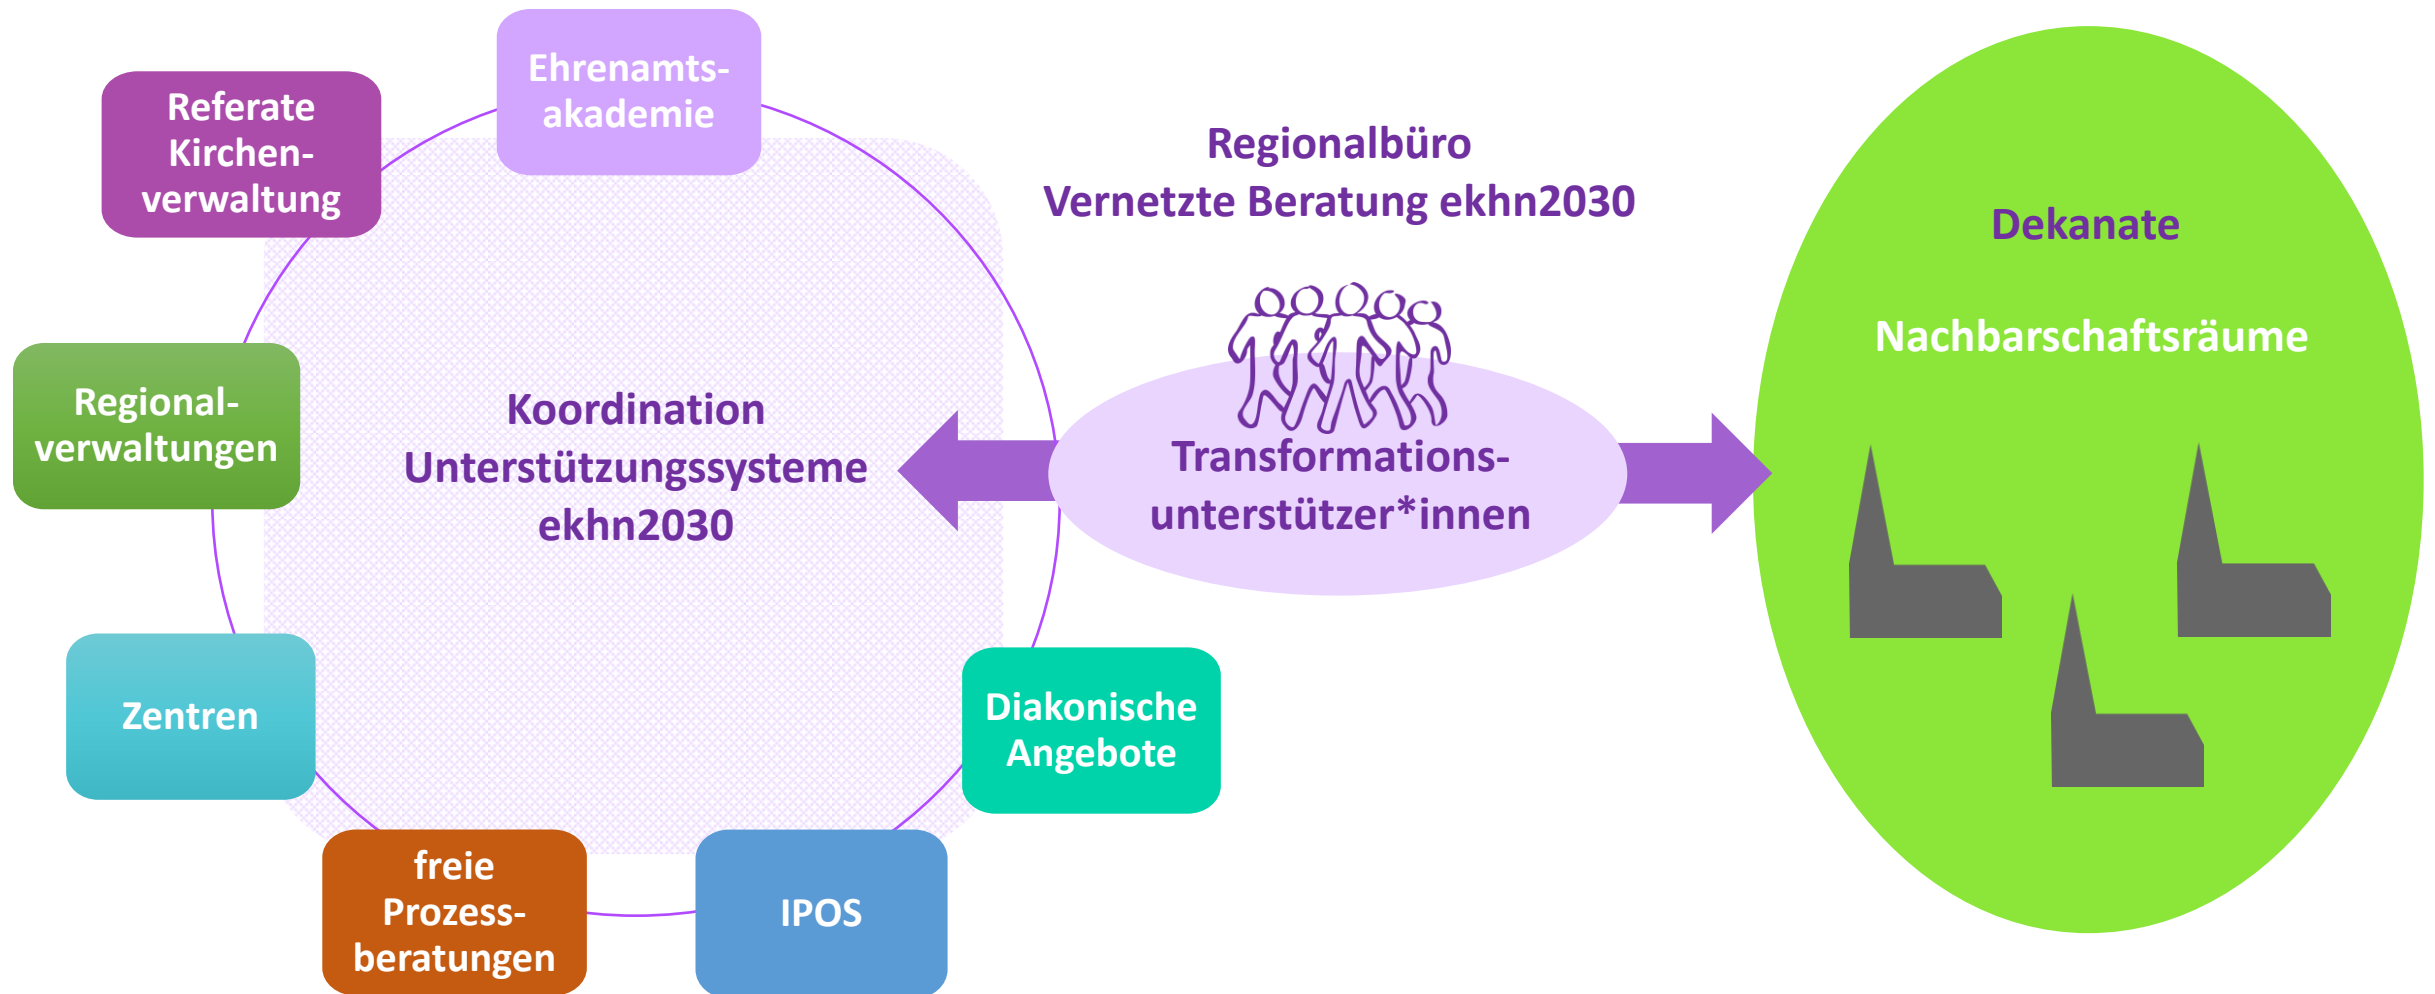 Ehrenamts-
akademie
Referate
Kirchen-
verwaltung
Regional-
verwaltungen
Zentren
freie
Prozess-
beratungen
IPOS
Diakonische
Angebote
Koordination
Unterstützungssysteme
ekhn2030
Regionalbüro
Vernetzte Beratung ekhn2030
Transformations-
unterstützer*innen
Dekanate
Nachbarschaftsräume